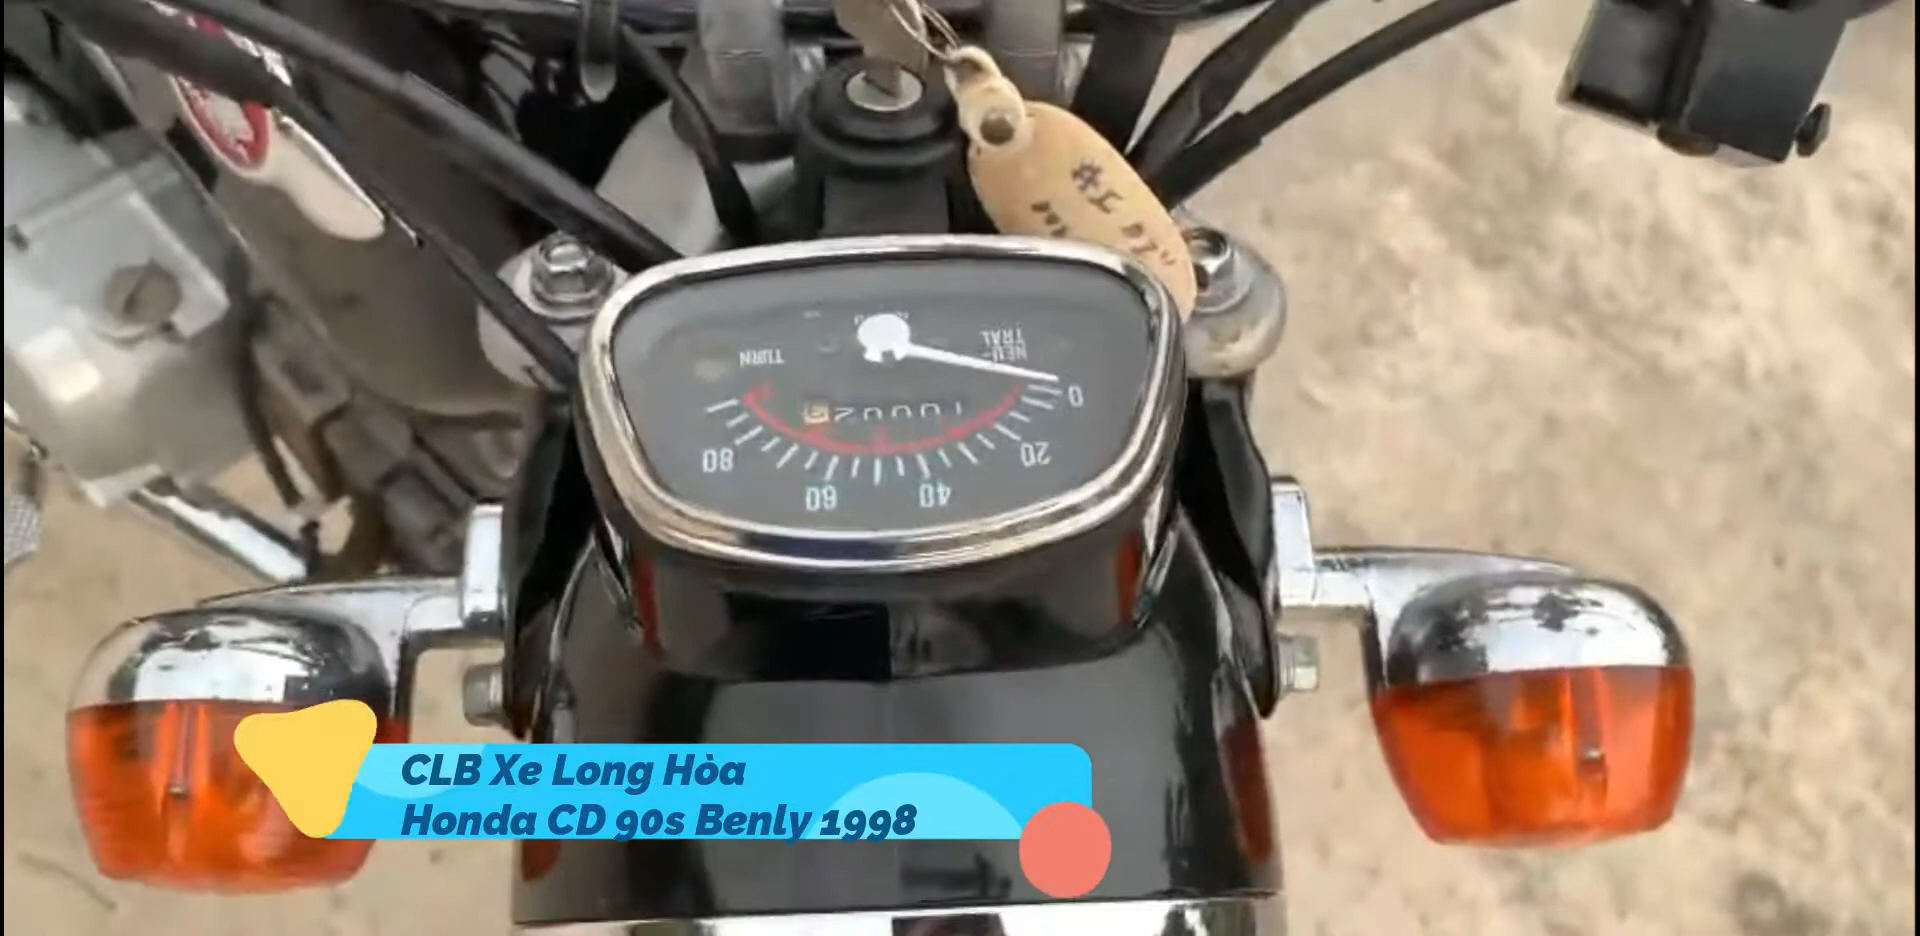 TURN
NEU-
TRAL
0
20
40
60
80
CLB Xe Long Hòa
Honda CD 90s Benly 1998